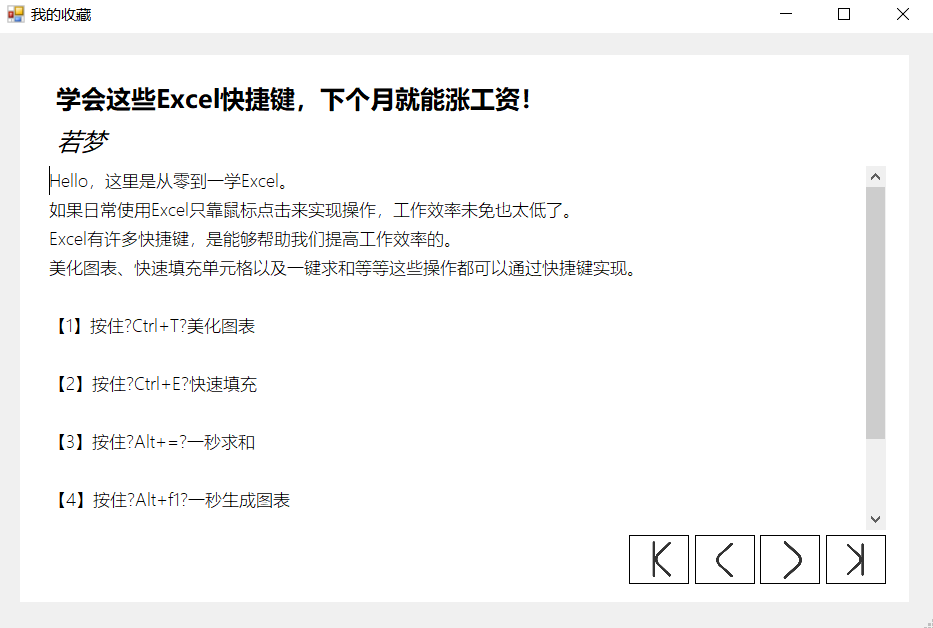 我的收藏
学会这些Excel快捷键，下个月就能涨工资！
若梦
Hello，这里是从零到一学Excel。
如果日常使用Excel只靠鼠标点击来实现操作，工作效率未免也太低了。
Excel有许多快捷键，是能够帮助我们提高工作效率的。
美化图表、快速填充单元格以及一键求和等等这些操作都可以通过快捷键实现。
【1】按住?Ctrl+T?美化图表
【2】按住?Ctrl+E?快速填充
【3】按住?Alt+=?一秒求和
【4】按住?Alt+f1?一秒生成图表